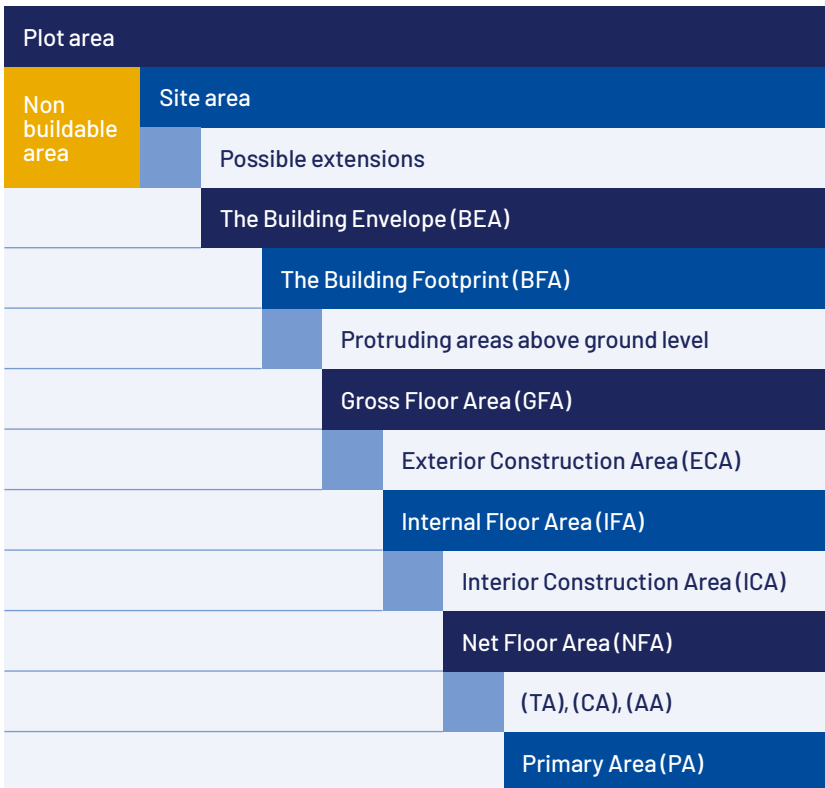 Plot area
Non
buildable
area
Site area
Possible extensions
The Building Envelope (BEA)
The Building Footprint (BFA)
Protruding areas above ground level
Gross Floor Area (GFA)
Exterior Construction Area (ECA)
Internal Floor Area (IFA)
Interior Construction Area (ICA)
Net Floor Area (NFA)
(TA), (CA), (AA)
Primary Area (PA)